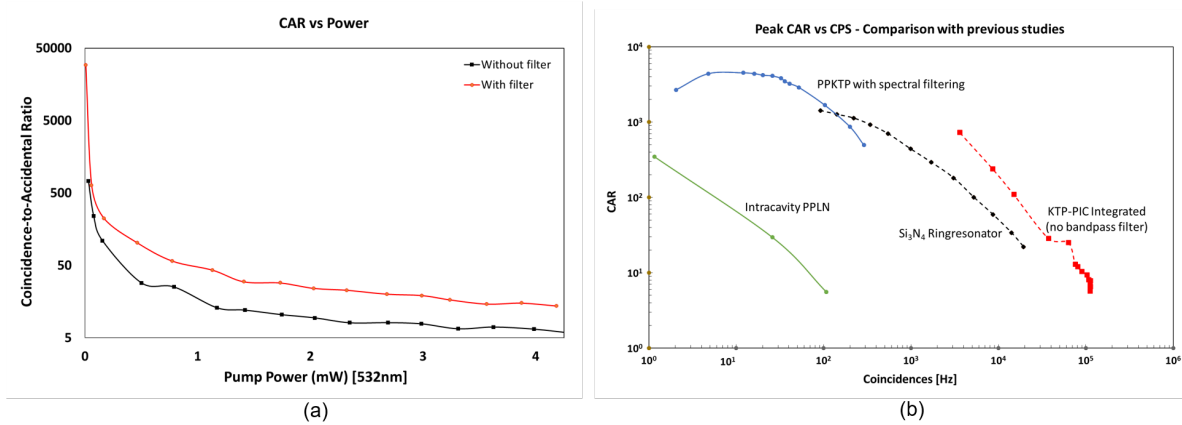 CAR vs Power
50000
5000
500
50
5
Coincidence-to-Accidental Ratio
Without filter
With filter
0
1
2
3
4
Pump Power (mW) [532nm]
(a)
Peak CAR vs CPS - Comparison with previous studies
10⁴
10³
10²
10¹
10⁰
CAR
PPKTP with spectral filtering
Intracavity PPLN
Si₃N₄ Ringresonator
KTP-PIC Integrated
(no bandpass filter)
10⁰
10¹
10²
10³
10⁴
10⁵
10⁶
Coincidences [Hz]
(b)